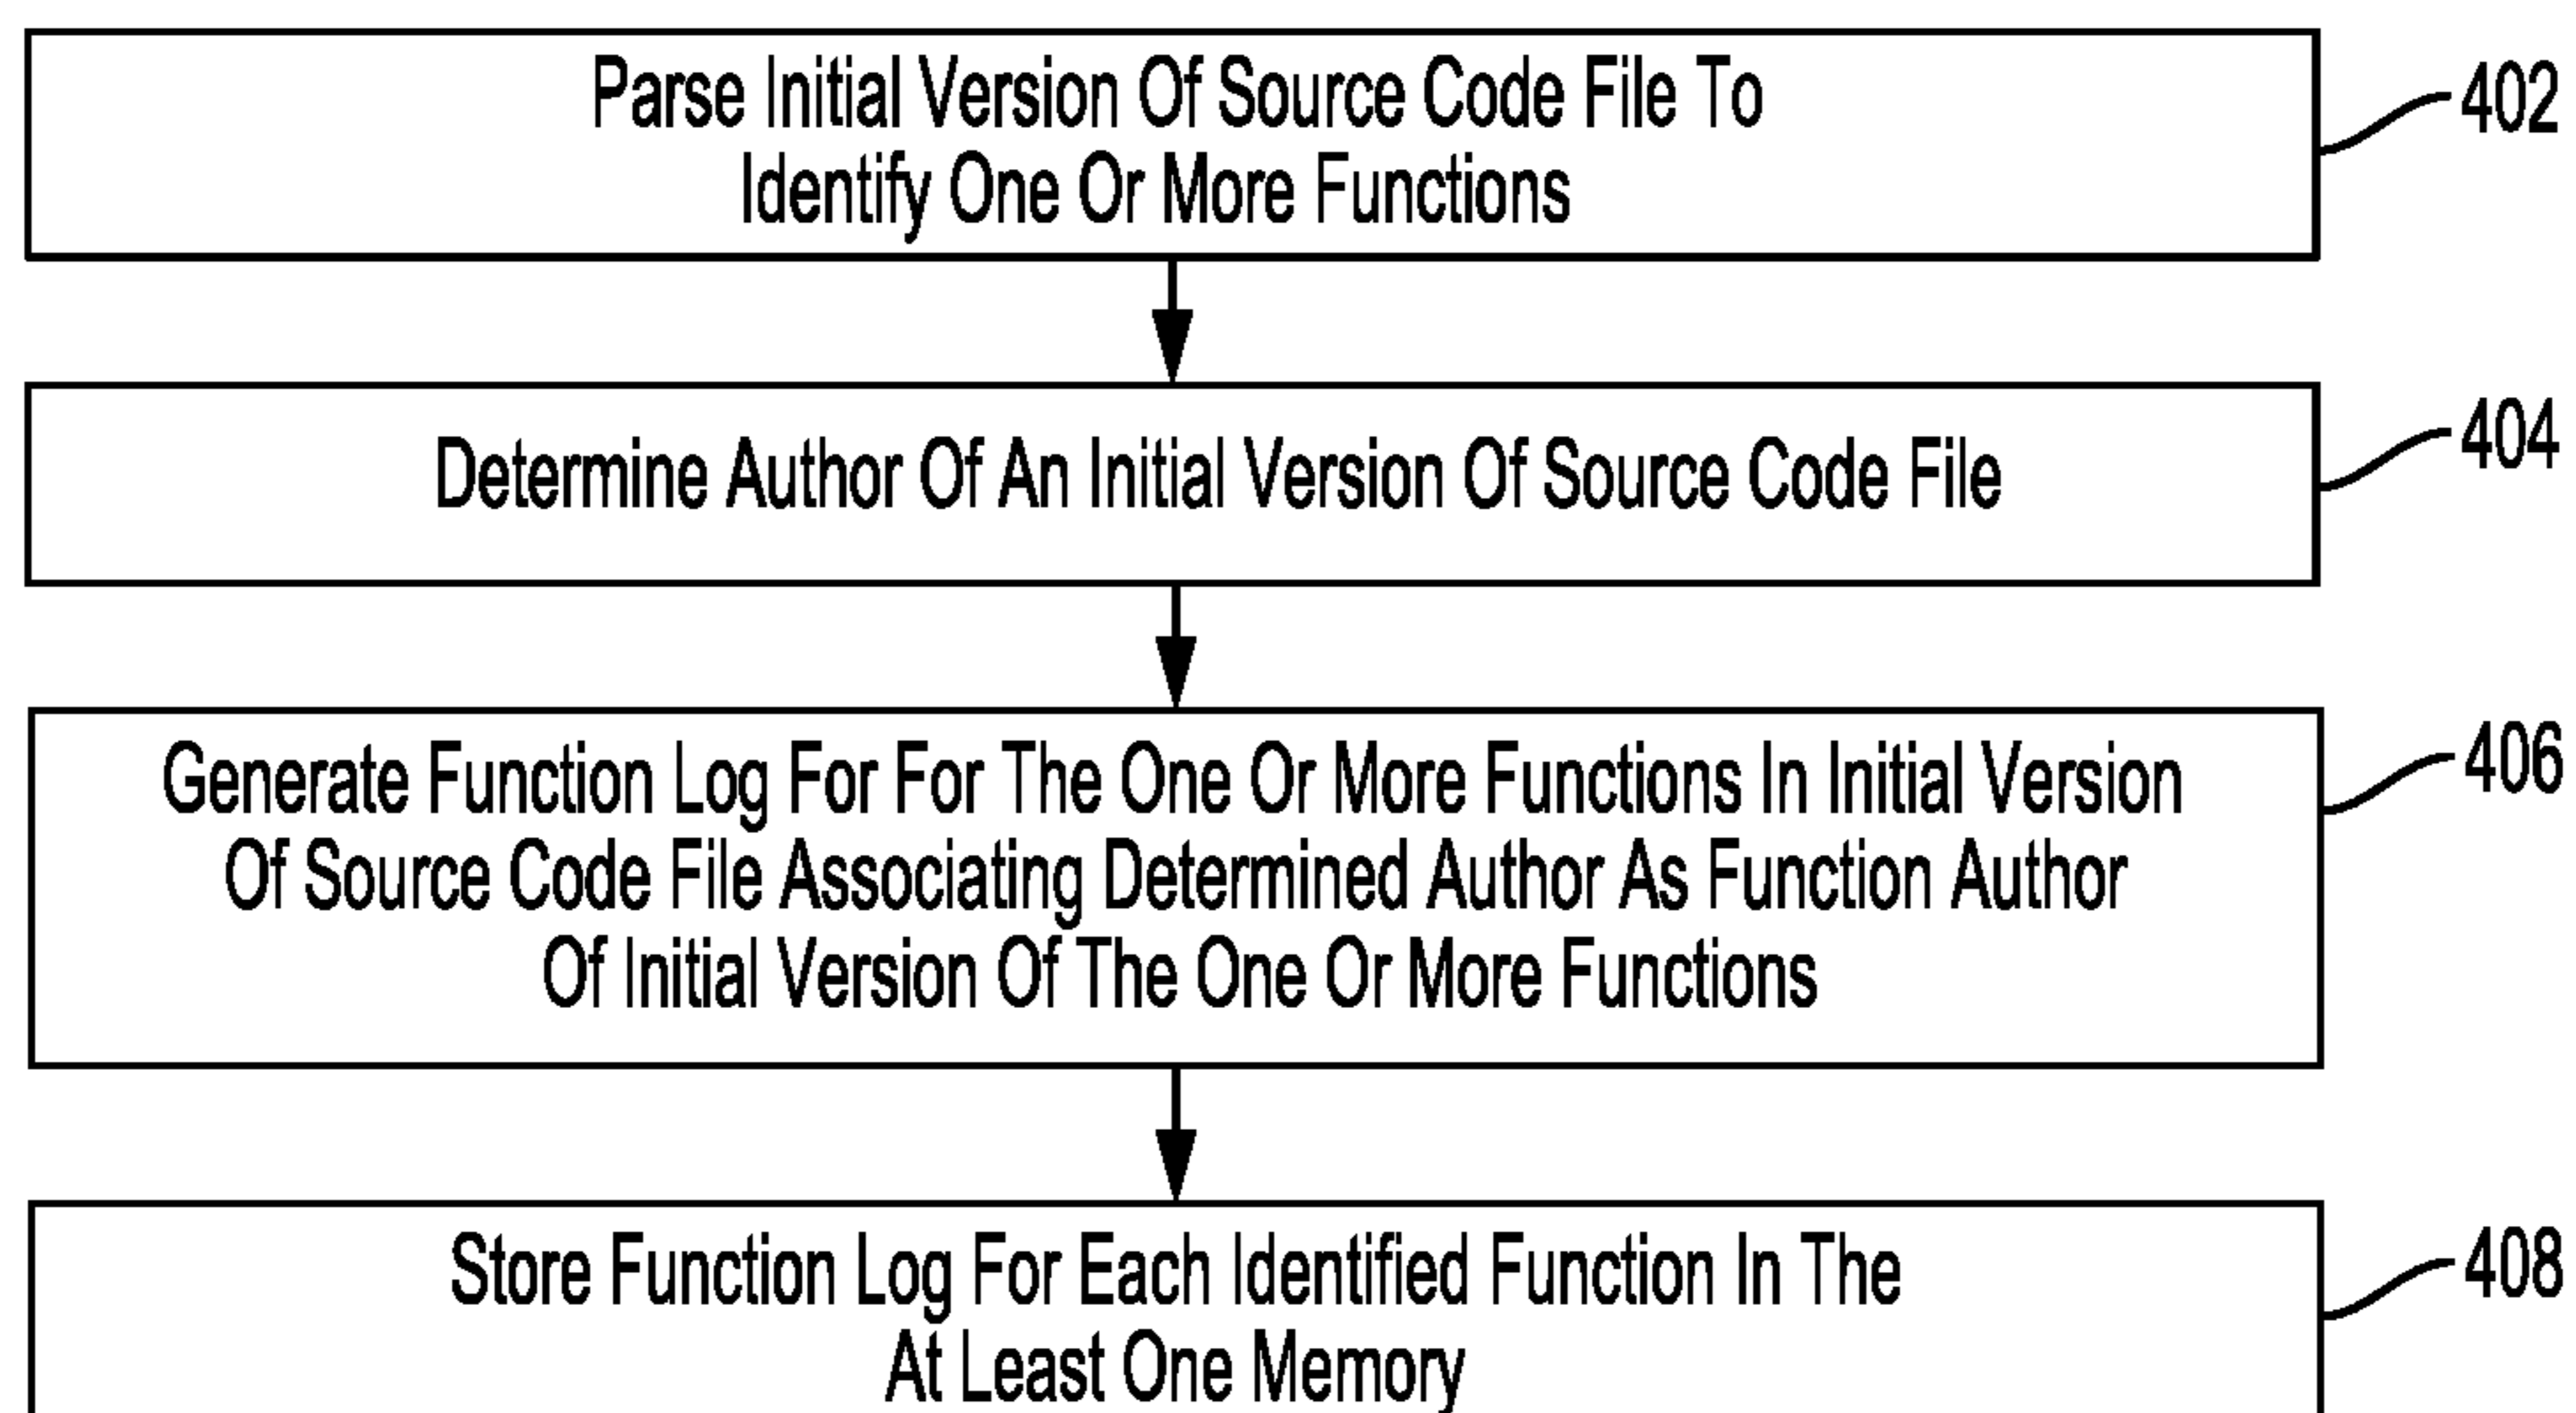 Parse Initial Version Of Source Code File To
Identify One Or More Functions
402
Determine Author Of An Initial Version Of Source Code File
404
Generate Function Log For For The One Or More Functions In Initial Version
Of Source Code File Associating Determined Author As Function Author
Of Initial Version Of The One Or More Functions
406
Store Function Log For Each Identified Function In The
At Least One Memory
408